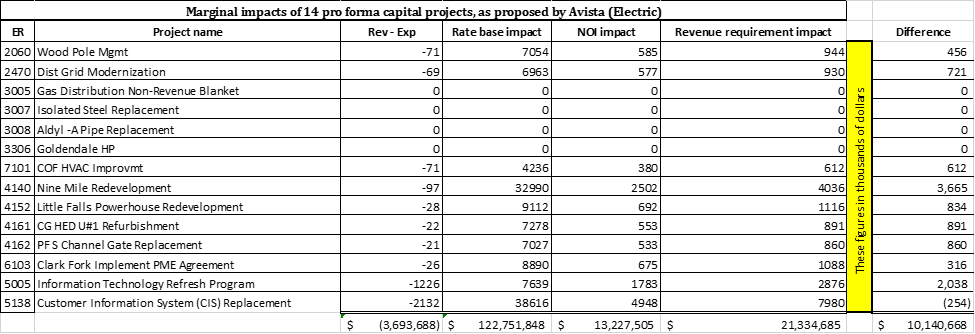 Marginal impacts of 14 pro forma capital projects, as proposed by Avista (Electric)
ER Project name Rev - Exp Rate base impact NOI impact Revenue requirement impact Difference
2060 Wood Pole Mgmt -71 7054 585 944 456
2470 Dist Grid Modernization -69 6963 577 930 721
3005 Gas Distribution Non-Revenue Blanket 0 0 0 0 0
3007 Isolated Steel Replacement 0 0 0 0 0
3008 Aldyl -A Pipe Replacement 0 0 0 0 0
3306 Goldendale HP 0 0 0 0 0
7101 COF HVAC Improvmt -71 4236 380 612 612
4140 Nine Mile Redevelopment -97 32990 2502 4036 3,665
4152 Little Falls Powerhouse Redevelopment -28 9112 692 1116 834
4161 CG HED U#1 Refurbishment -22 7278 553 891 891
4162 PF S Channel Gate Replacement -21 7027 533 860 860
6103 Clark Fork Implement PME Agreement -26 8890 675 1088 316
5005 Information Technology Refresh Program -1226 7639 1783 2876 2,038
5138 Customer Information System (CIS) Replacement -2132 38616 4948 7980 (254)
$ (3,693,688) $ 122,751,848 $ 13,227,505 $ 21,334,685 $ 10,140,668
These figures in thousands of dollars